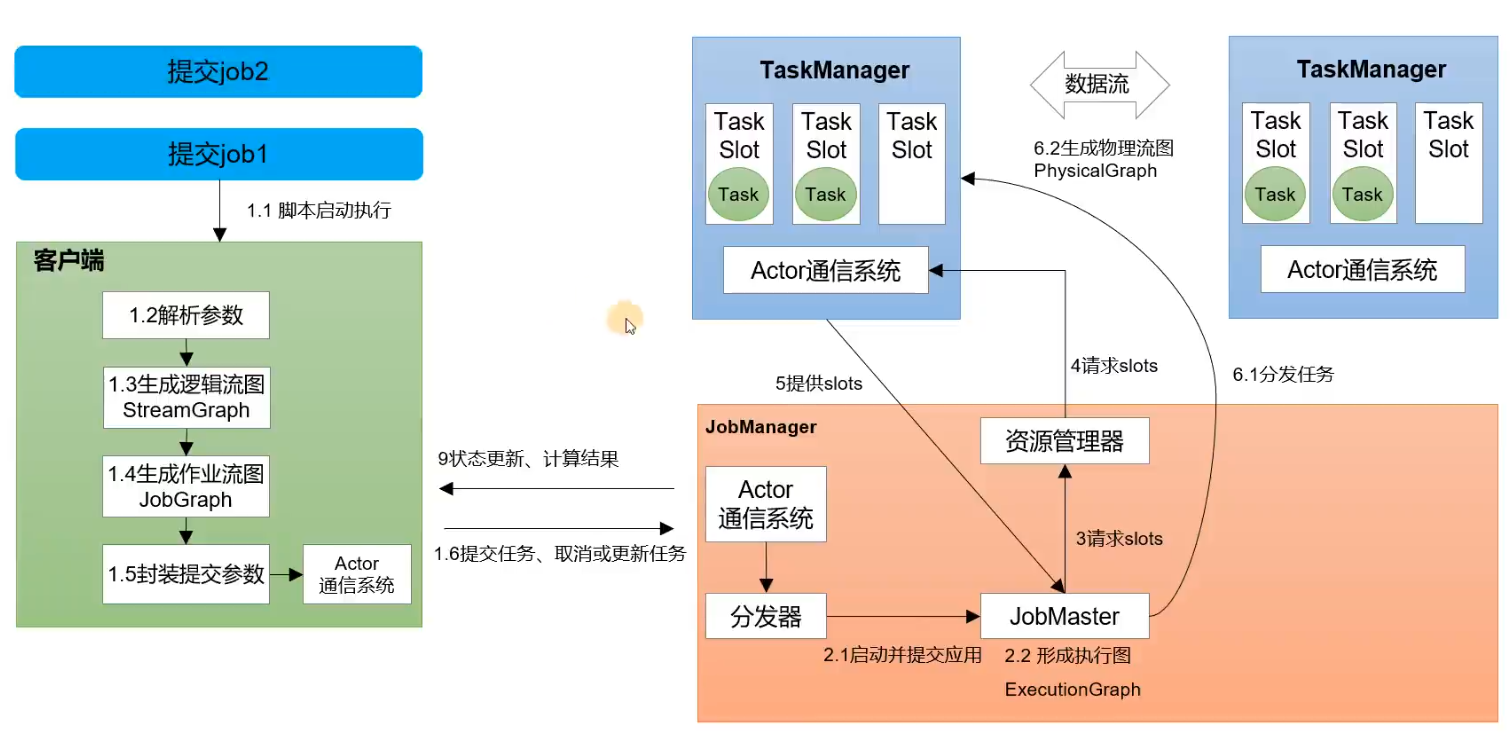 提交job2
提交job1
1.1 脚本启动执行
客户端
1.2解析参数
1.3生成逻辑流图
StreamGraph
1.4生成作业流图
JobGraph
1.5封装提交参数
Actor
通信系统
9状态更新、计算结果
1.6提交任务、取消或更新任务
TaskManager
Task
Slot
Task
Task
Slot
Task
Task
Slot
Actor通信系统
数据流
6.2生成物理流图
PhysicalGraph
TaskManager
Task
Slot
Task
Task
Slot
Task
Task
Slot
Actor通信系统
5提供slots
4请求slots
6.1分发任务
JobManager
资源管理器
Actor
通信系统
3请求slots
分发器
JobMaster
2.1启动并提交应用
2.2 形成执行图
ExecutionGraph